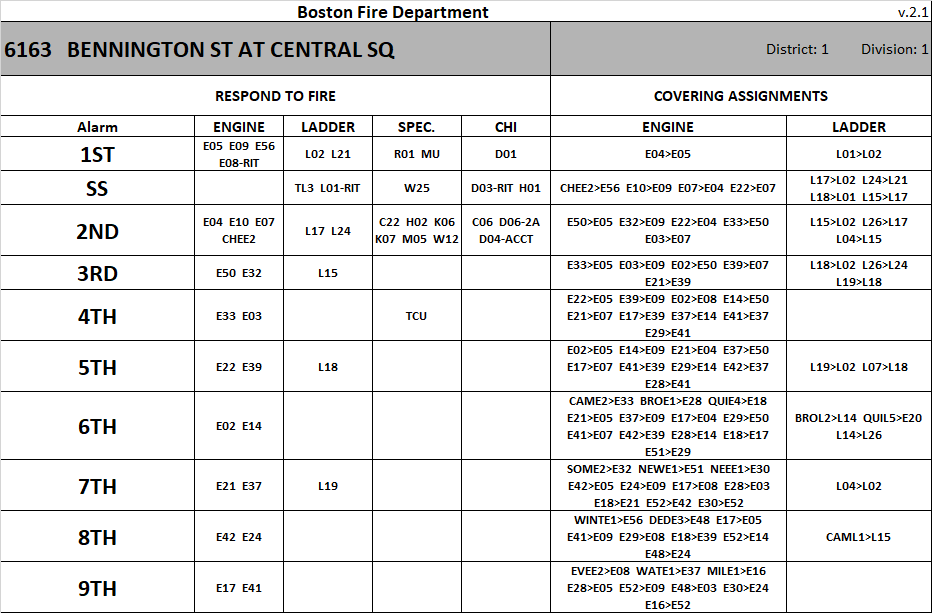 Boston Fire Department v.2.1
6163 BENNINGTON ST AT CENTRAL SQ District: 1 Division: 1
RESPOND TO FIRE COVERING ASSIGNMENTS
Alarm ENGINE LADDER SPEC. CHI ENGINE LADDER
1ST
E05 E09 E56
E08-RIT
L02 L21
R01 MU
D01
E04>E05
L01>L02
SS
TL3 L01-RIT
W25
D03-RIT H01
CHEE2>E56 E10>E09 E07>E04 E22>E07
L17>L02 L24>L21
L18>L01 L15>L17
2ND
E04 E10 E07
CHEE2
L17 L24
C22 H02 K06
K07 M05 W12
C06 D06-2A
D04-ACCT
E50>E05 E32>E09 E22>E04 E33>E50
E03>E07
L15>L02 L26>L17
L04>L15
3RD
E50 E32
L15
E33>E05 E03>E09 E02>E50 E39>E07
E21>E39
L18>L02 L26>L24
L19>L18
4TH
E33 E03
TCU
E22>E05 E39>E09 E02>E08 E14>E50
E21>E07 E17>E39 E37>E14 E41>E37
E29>E41
5TH
E22 E39
L18
E02>E05 E14>E09 E21>E04 E37>E50
E17>E07 E41>E39 E29>E14 E42>E37
E28>E41
L19>L02 L07>L18
6TH
E02 E14
CAME2>E33 BROE1>E28 QUIE4>E18
E21>E05 E37>E09 E17>E04 E29>E50
E41>E07 E42>E39 E28>E14 E18>E17
E51>E29
BROL2>L14 QUIL5>E20
L14>L26
7TH
E21 E37
L19
SOME2>E32 NEWE1>E51 NEEE1>E30
E42>E05 E24>E09 E17>E08 E28>E03
E18>E21 E52>E42 E30>E52
L04>L02
8TH
E42 E24
WINTE1>E56 DEDE3>E48 E17>E05
E41>E09 E29>E08 E18>E39 E52>E14
E48>E24
CAML1>L15
9TH
E17 E41
EVEE2>E08 WATE1>E37 MILE1>E16
E28>E05 E52>E09 E48>E03 E30>E24
E16>E52